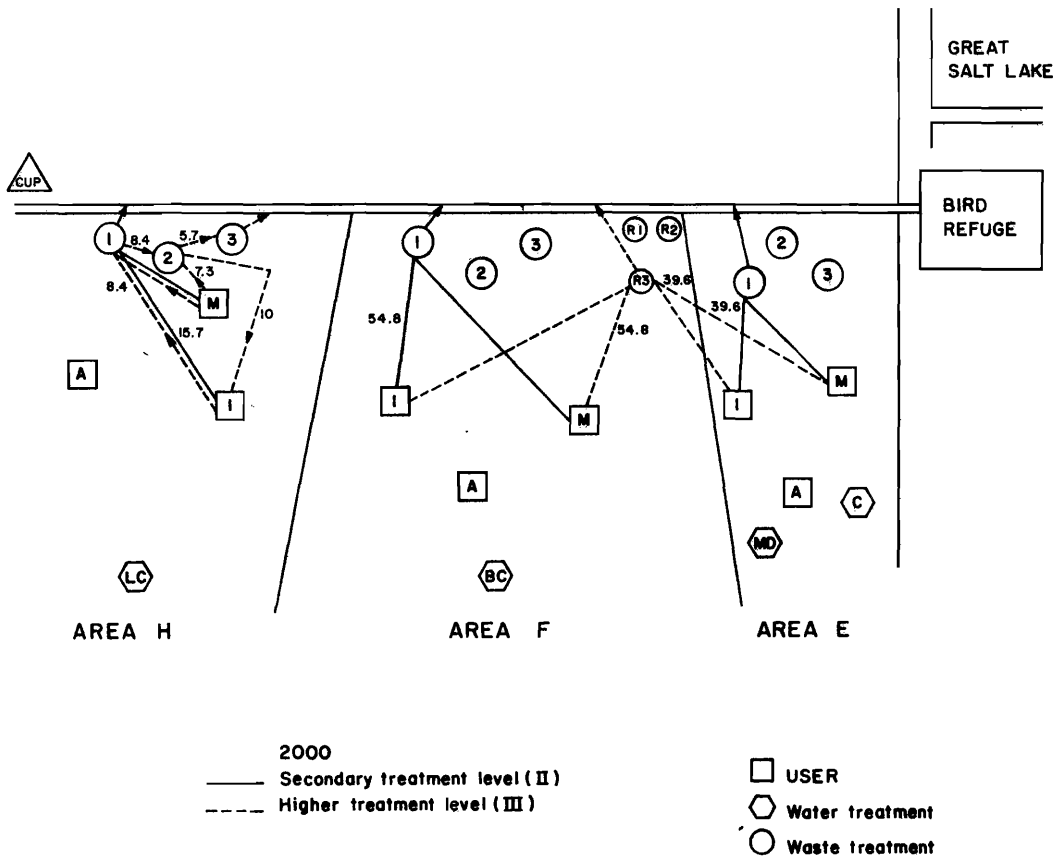 GREAT
SALT LAKE
CUP
BIRD
REFUGE
1
8.4
2
5.7
3
7.3
8.4
M
15.7
10
A
I
LC
AREA H
1
2
3
R1
R2
R3
54.8
54.8
I
M
A
BC
AREA F
39.6
39.6
1
2
3
I
M
A
C
MD
AREA E
2000
Secondary treatment level (II)
Higher treatment level (III)
USER
Water treatment
Waste treatment